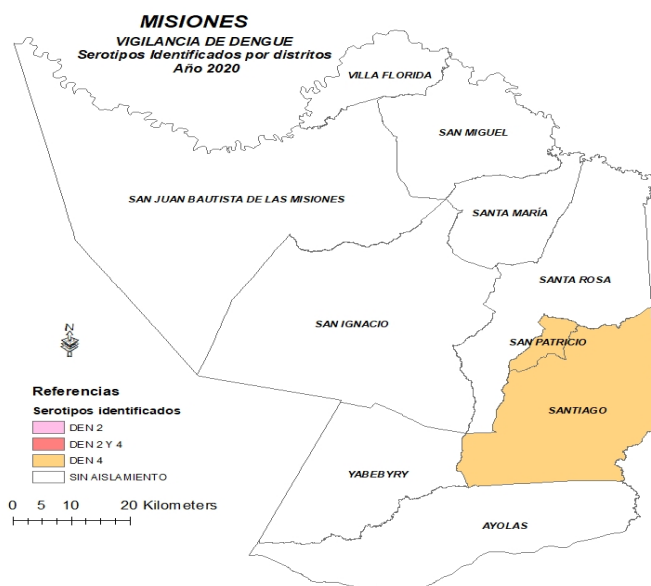 MISIONES
VIGILANCIA DE DENGUE
Serotipos Identificados por distritos
Año 2020
VILLA FLORIDA
SAN MIGUEL
SAN JUAN BAUTISTA DE LAS MISIONES
SANTA MARÍA
SANTA ROSA
SAN IGNACIO
SAN PATRICIO
SANTIAGO
YABEBYRY
AYOLAS
N
Referencias
Serotipos identificados
DEN 2
DEN 2 Y 4
DEN 4
SIN AISLAMIENTO
0 5 10 20 Kilometers